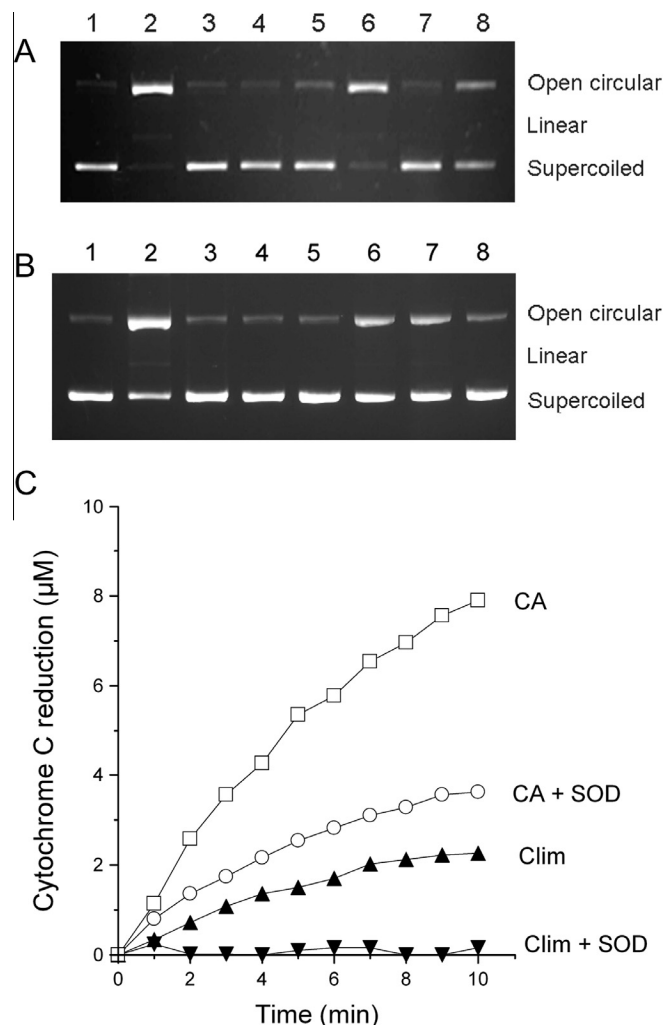 A
1 2 3 4 5 6 7 8
Open circular
Linear
Supercoiled
B
1 2 3 4 5 6 7 8
Open circular
Linear
Supercoiled
C
Cytochrome C reduction (μM)
10
8
6
4
2
0
CA
CA + SOD
Clim
Clim + SOD
0 2 4 6 8 10
Time (min)